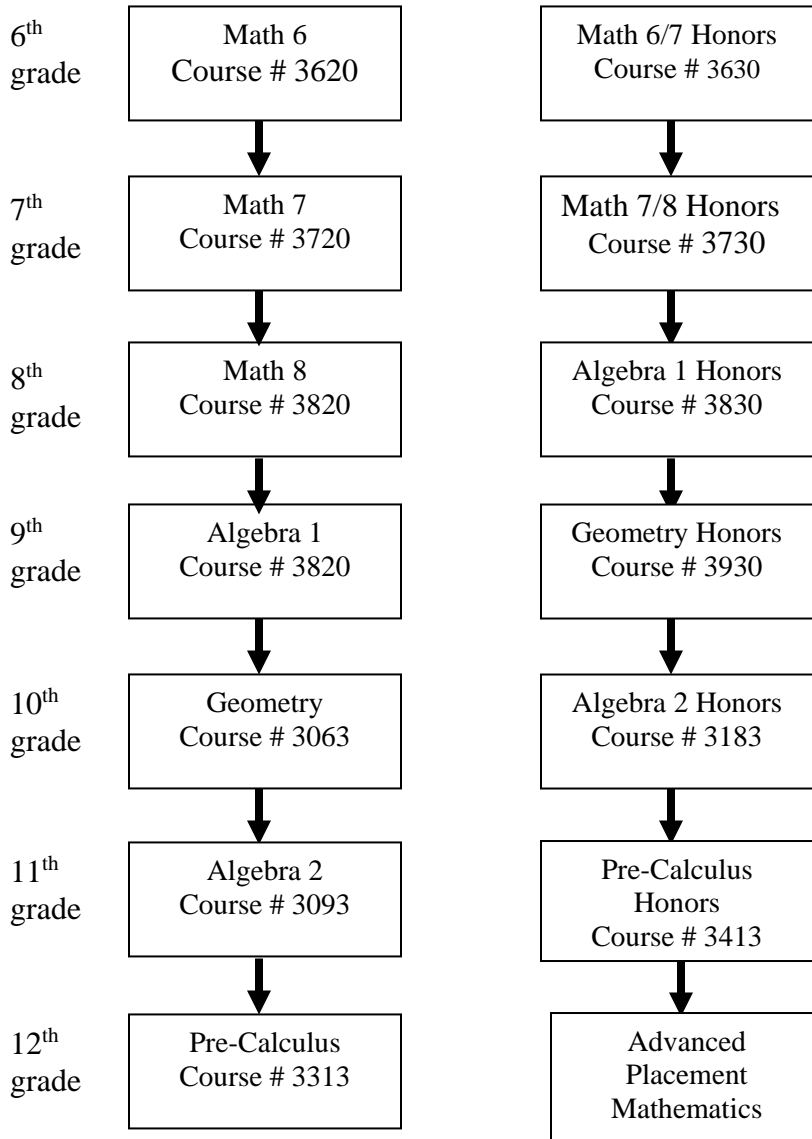 6th
grade
Math 6
Course # 3620
Math 6/7 Honors
Course # 3630
7th
grade
Math 7
Course # 3720
Math 7/8 Honors
Course # 3730
8th
grade
Math 8
Course # 3820
Algebra 1 Honors
Course # 3830
9th
grade
Algebra 1
Course # 3820
Geometry Honors
Course # 3930
10th
grade
Geometry
Course # 3063
Algebra 2 Honors
Course # 3183
11th
grade
Algebra 2
Course # 3093
Pre-Calculus
Honors
Course # 3413
12th
grade
Pre-Calculus
Course # 3313
Advanced
Placement
Mathematics